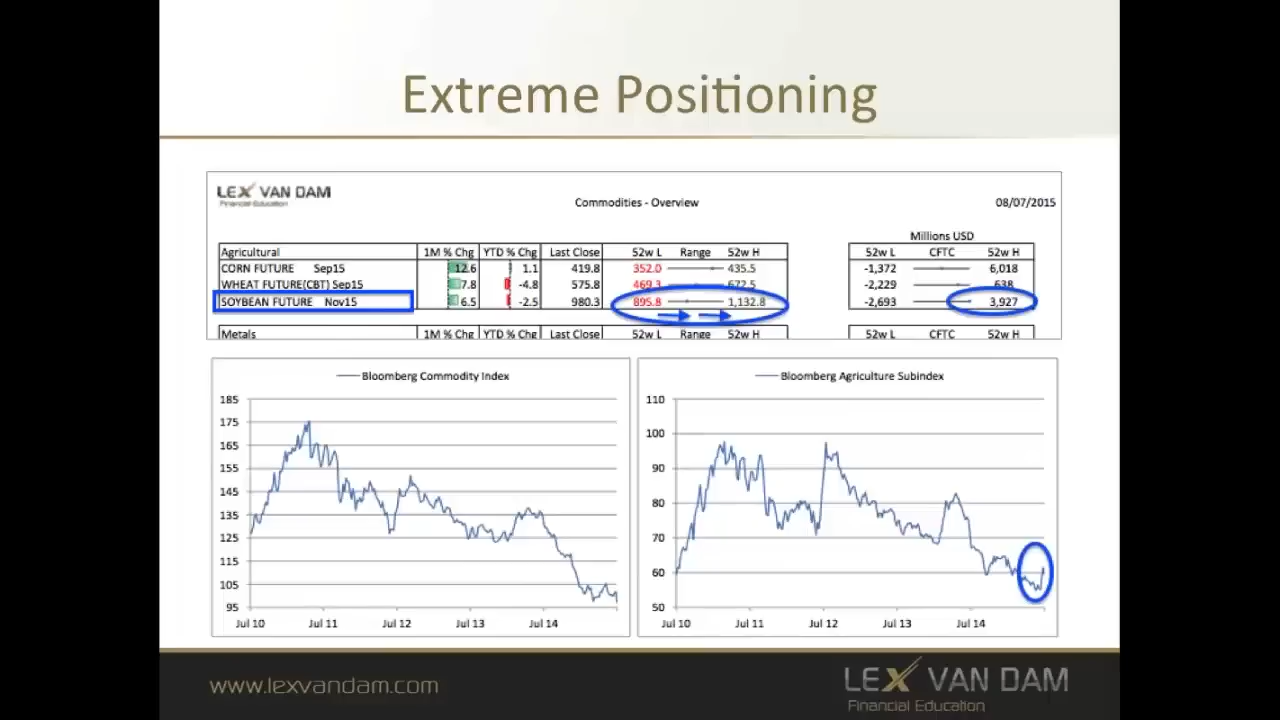 Extreme Positioning
LEX VAN DAM
Financial Education
Commodities - Overview
08/07/2015
Millions USD
Agricultural 1M % Chg YTD % Chg Last Close 52w L Range 52w H 52w L CFTC 52w H
CORN FUTURE Sep15 12.6 1.1 419.8 352.0 435.5 -1,372 6,018
WHEAT FUTURE(CBT) Sep15 7.8 -4.8 575.8 469.3 672.5 -2,229 638
SOYBEAN FUTURE Nov15 6.5 -2.5 980.3 895.8 1,132.8 -2,693 3,927
Metals 1M % Chg YTD % Chg Last Close 52w L Range 52w H 52w L CFTC 52w H
Bloomberg Commodity Index
185
175
165
155
145
135
125
115
105
95
Jul 10 Jul 11 Jul 12 Jul 13 Jul 14
Bloomberg Agriculture Subindex
110
100
90
80
70
60
50
Jul 10 Jul 11 Jul 12 Jul 13 Jul 14
www.lexvandam.com
LEX VAN DAM
Financial Education